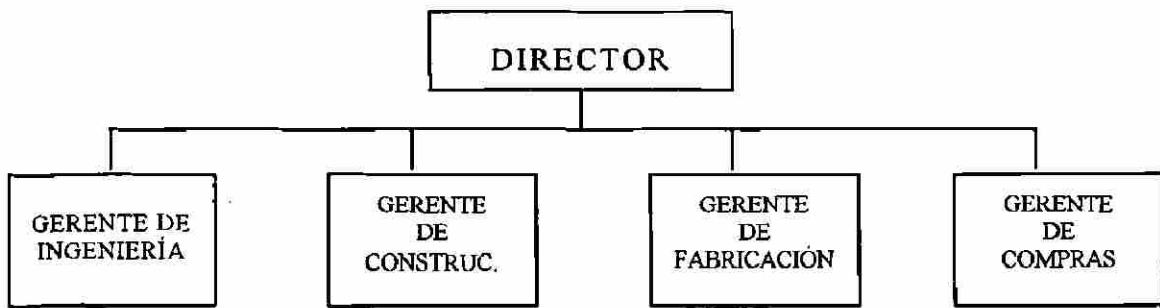 DIRECTOR
GERENTE DE
INGENIERÍA
GERENTE
DE
CONSTRUC.
GERENTE
DE
FABRICACIÓN
GERENTE
DE
COMPRAS